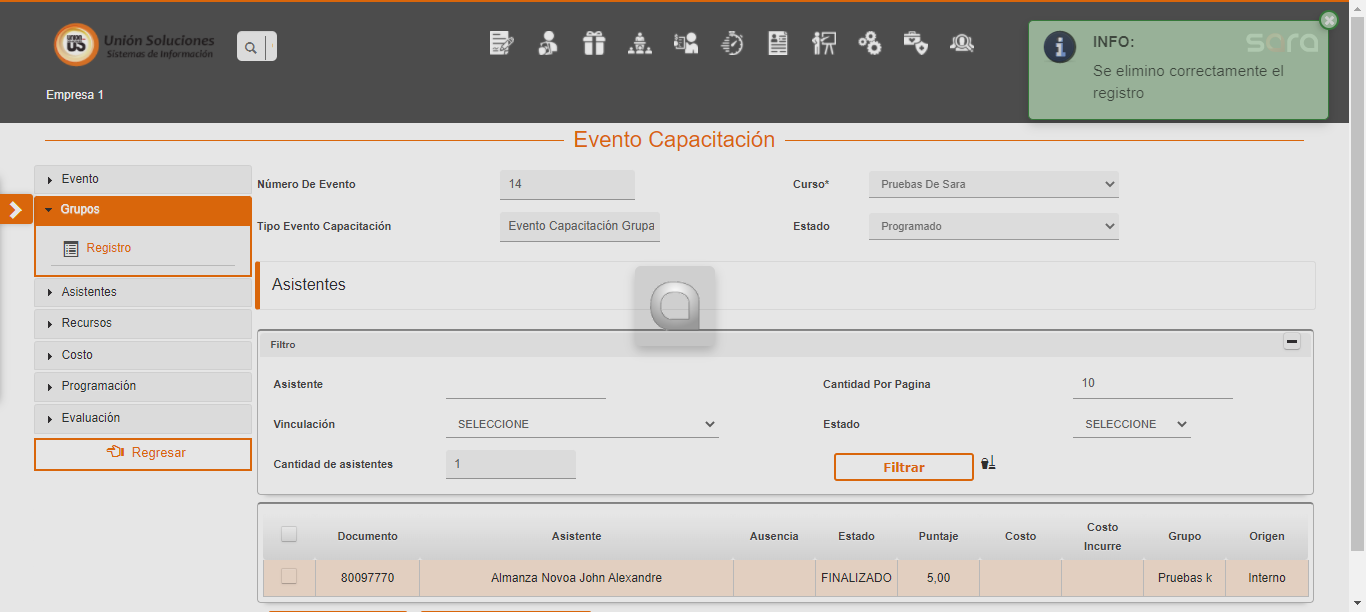 UNION
US
Unión Soluciones
Sistemas de Información
INFO:
sara
Se elimino correctamente el
registro
Empresa 1
Evento Capacitación
Evento
Grupos
Registro
Asistentes
Recursos
Costo
Programación
Evaluación
Regresar
Número De Evento
14
Curso*
Pruebas De Sara
Tipo Evento Capacitación
Evento Capacitación Grupa
Estado
Programado
Asistentes
Filtro
Asistente
Cantidad Por Pagina
10
Vinculación
SELECCIONE
Estado
SELECCIONE
Cantidad de asistentes
1
Filtrar
Documento Asistente Ausencia Estado Puntaje Costo Costo Incurre Grupo Origen
80097770 Almanza Novoa John Alexandre FINALIZADO 5,00 Pruebas k Interno